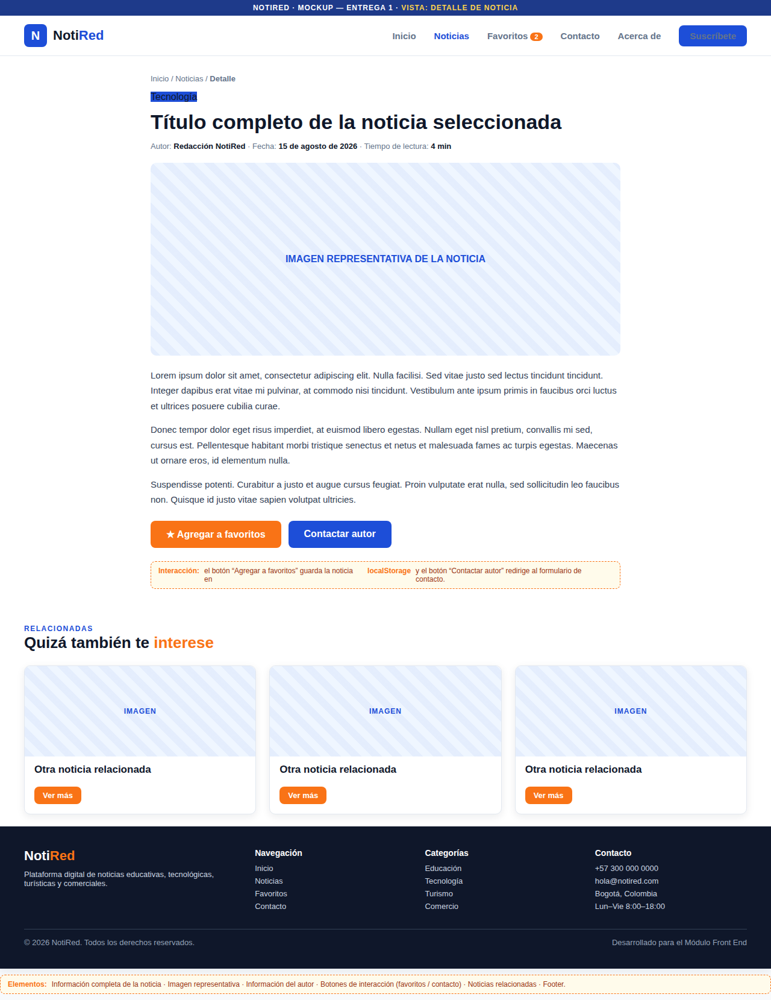 NOTIRED · MOCKUP — ENTREGA 1 · VISTA: DETALLE DE NOTICIA
N NotiRed Inicio Noticias Favoritos 2 Contacto Acerca de Suscríbete
Inicio / Noticias / Detalle
Tecnología
Título completo de la noticia seleccionada
Autor: Redacción NotiRed · Fecha: 15 de agosto de 2026 · Tiempo de lectura: 4 min
IMAGEN REPRESENTATIVA DE LA NOTICIA
Lorem ipsum dolor sit amet, consectetur adipiscing elit. Nulla facilisi. Sed vitae justo sed lectus tincidunt tincidunt.
Integer dapibus erat vitae mi pulvinar, at commodo nisi tincidunt. Vestibulum ante ipsum primis in faucibus orci luctus
et ultrices posuere cubilia curae.
Donec tempor dolor eget risus imperdiet, at euismod libero egestas. Nullam eget nisl pretium, convallis mi sed,
cursus est. Pellentesque habitant morbi tristique senectus et netus et malesuada fames ac turpis egestas. Maecenas
ut ornare eros, id elementum nulla.
Suspendisse potenti. Curabitur a justo et augue cursus feugiat. Proin vulputate erat nulla, sed sollicitudin leo faucibus
non. Quisque id justo vitae sapien volutpat ultricies.
★ Agregar a favoritos Contactar autor
Interacción: el botón “Agregar a favoritos” guarda la noticia
en
localStorage y el botón “Contactar autor” redirige al formulario de
contacto.
RELACIONADAS
Quizá también te interese
IMAGEN IMAGEN IMAGEN
Otra noticia relacionada Otra noticia relacionada Otra noticia relacionada
Ver más Ver más Ver más
NotiRed
Plataforma digital de noticias educativas, tecnológicas,
turísticas y comerciales.
Navegación
Inicio
Noticias
Favoritos
Contacto
Categorías
Educación
Tecnología
Turismo
Comercio
Contacto
+57 300 000 0000
hola@notired.com
Bogotá, Colombia
Lun–Vie 8:00–18:00
© 2026 NotiRed. Todos los derechos reservados. Desarrollado para el Módulo Front End
Elementos: Información completa de la noticia · Imagen representativa · Información del autor · Botones de interacción (favoritos / contacto) · Noticias relacionadas · Footer.